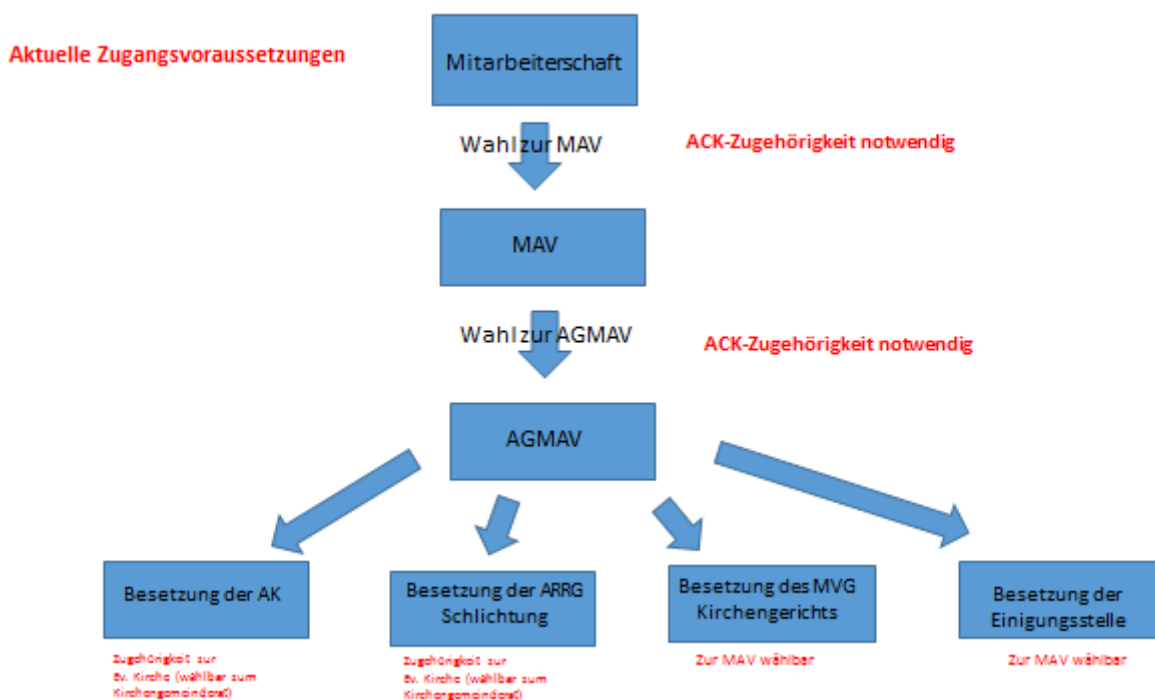 Aktuelle Zugangsvoraussetzungen
Mitarbeiterschaft
Wahl zur MAV
ACK-Zugehörigkeit notwendig
MAV
Wahl zur AGMAV
ACK-Zugehörigkeit notwendig
AGMAV
Besetzung der AK
Zugehörigkeit zur
Ev. Kirche (wählbar zum
Kirchengemeinderat)
Besetzung der ARRG
Schlichtung
Zugehörigkeit zur
Ev. Kirche (wählbar zum
Kirchengemeinderat)
Besetzung des MVG
Kirchengerichts
Zur MAV wählbar
Besetzung der
Einigungsstelle
Zur MAV wählbar